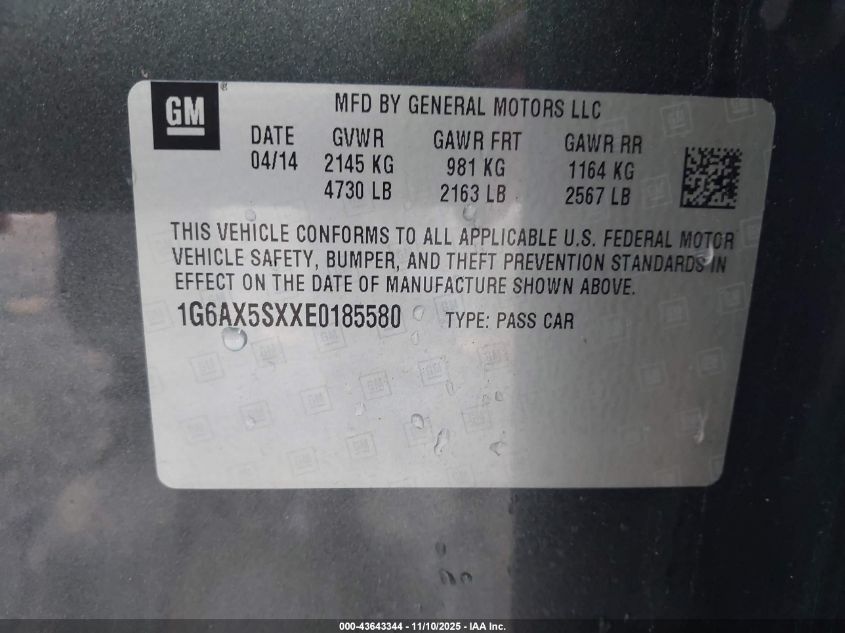 GM®
MFD BY GENERAL MOTORS LLC
DATE GVWR GAWR FRT GAWR RR
04/14 2145 KG 981 KG 1164 KG
4730 LB 2163 LB 2567 LB
THIS VEHICLE CONFORMS TO ALL APPLICABLE U.S. FEDERAL MOTOR
VEHICLE SAFETY, BUMPER, AND THEFT PREVENTION STANDARDS IN
EFFECT ON THE DATE OF MANUFACTURE SHOWN ABOVE.
1G6AX5SXXE0185580 TYPE: PASS CAR
000-43643344 - 11/10/2025 - IAA Inc.